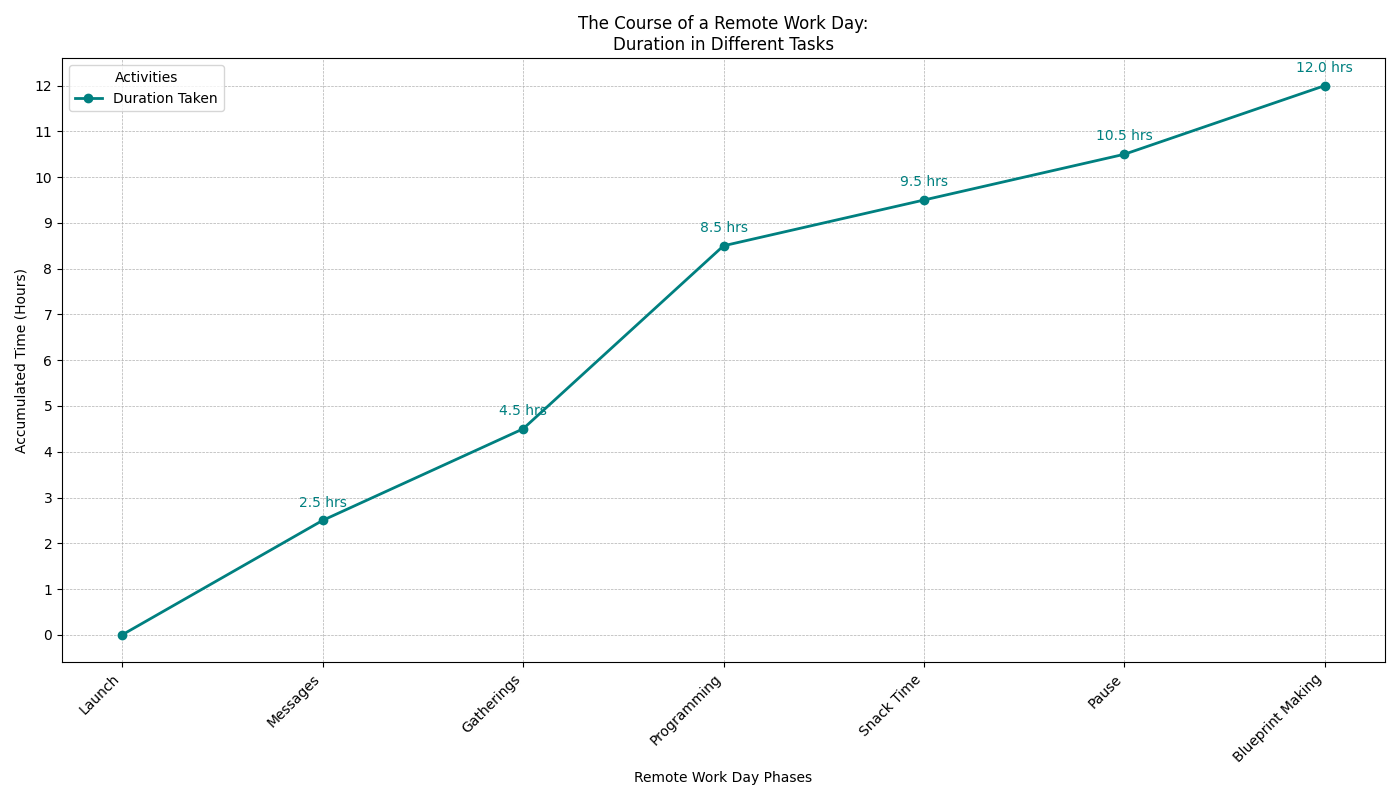 The Course of a Remote Work Day:
Duration in Different Tasks
Activities
Duration Taken
Accumulated Time (Hours)
12
11
10
9
8
7
6
5
4
3
2
1
0
2.5 hrs
4.5 hrs
8.5 hrs
9.5 hrs
10.5 hrs
12.0 hrs
Launch
Messages
Gatherings
Programming
Snack Time
Pause
Blueprint Making
Remote Work Day Phases